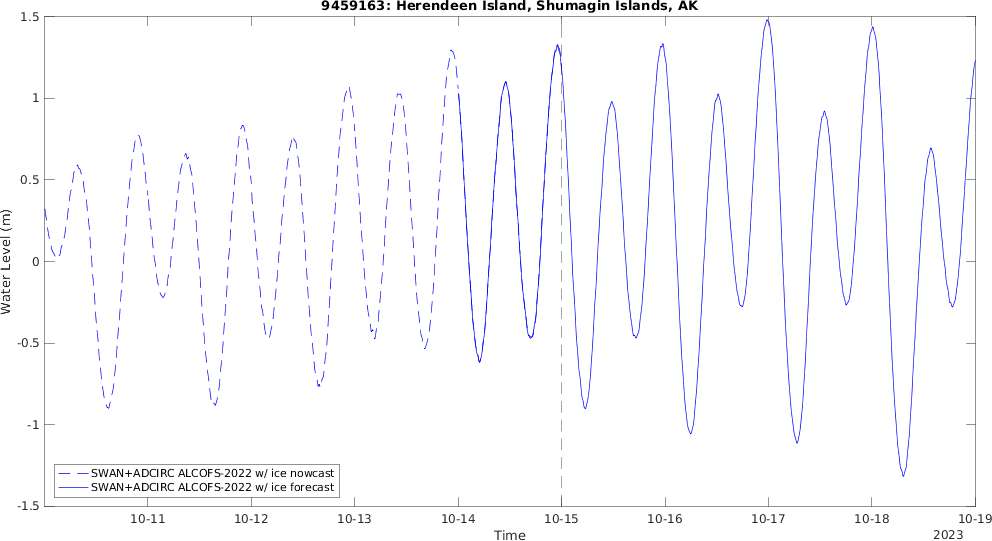 9459163: Herendeen Island, Shumagin Islands, AK
1.5
1
0.5
0
-0.5
-1
-1.5
Water Level (m)
SWAN+ADCIRC ALCOFS-2022 w/ ice nowcast
SWAN+ADCIRC ALCOFS-2022 w/ ice forecast
10-11 10-12 10-13 10-14 10-15 10-16 10-17 10-18 10-19
Time
2023